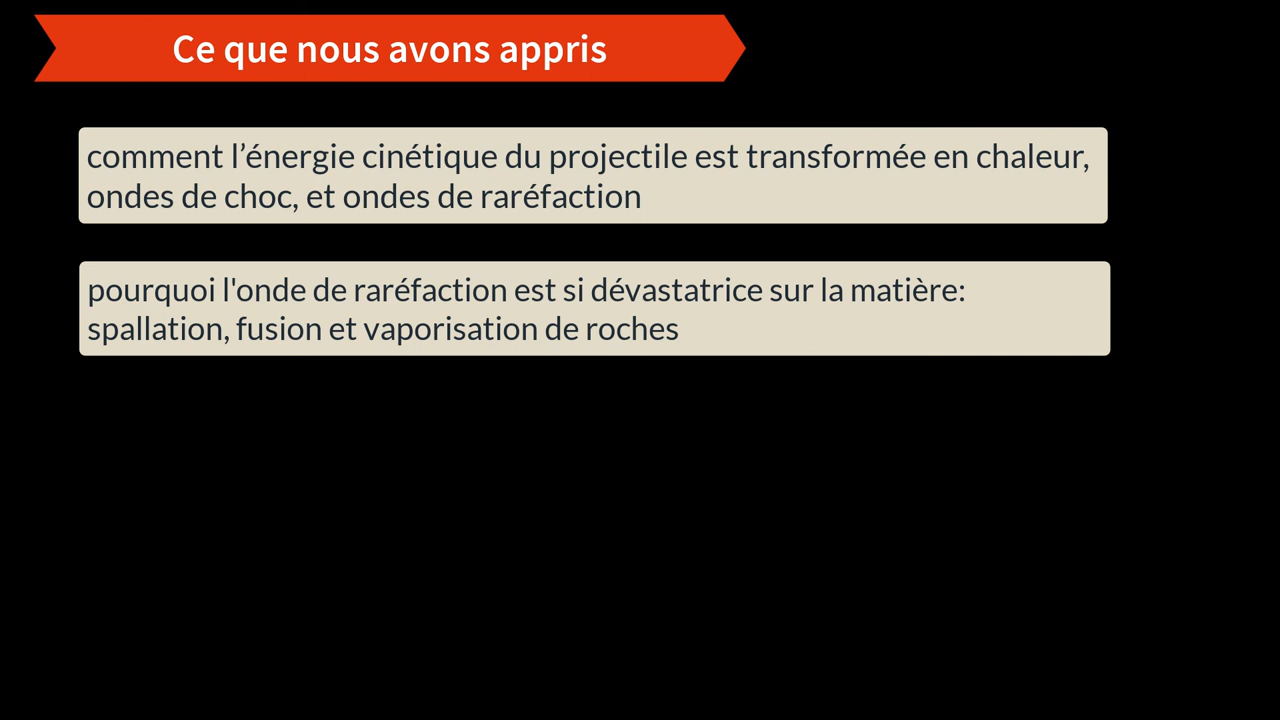 Ce que nous avons appris
comment l’énergie cinétique du projectile est transformée en chaleur,
ondes de choc, et ondes de raréfaction
pourquoi l'onde de raréfaction est si dévastatrice sur la matière:
spallation, fusion et vaporisation de roches